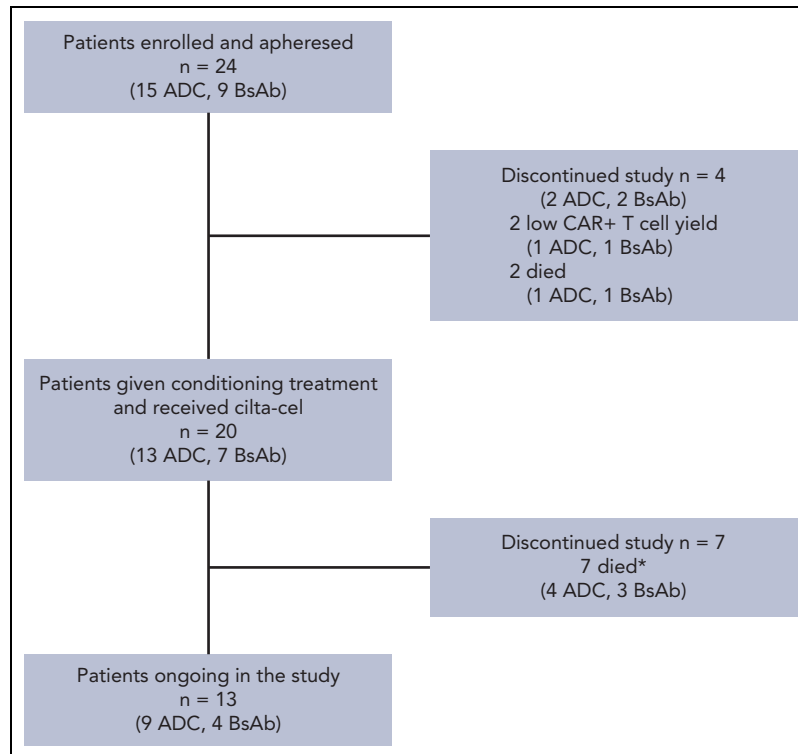 Patients enrolled and apheresed
n = 24
(15 ADC, 9 BsAb)
Discontinued study n = 4
(2 ADC, 2 BsAb)
2 low CAR+ T cell yield
(1 ADC, 1 BsAb)
2 died
(1 ADC, 1 BsAb)
Patients given conditioning treatment
and received cilta-cel
n = 20
(13 ADC, 7 BsAb)
Discontinued study n = 7
7 died*
(4 ADC, 3 BsAb)
Patients ongoing in the study
n = 13
(9 ADC, 4 BsAb)